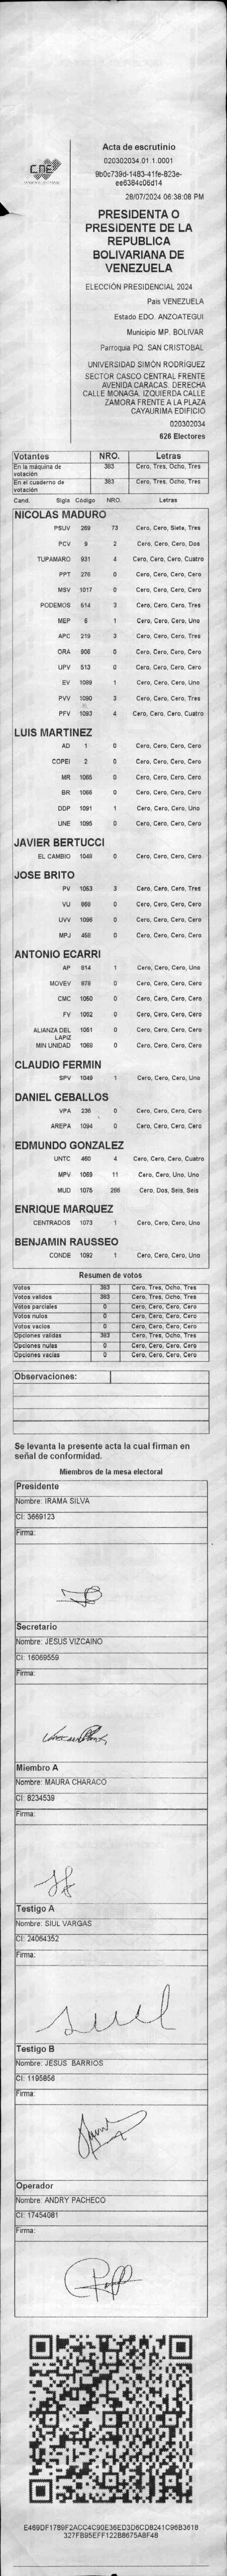 CNE
Acta de escrutinio
020302034.01.1.0001
9b0c739d-1483-41fe-823e-
ee6384c06d14
28/07/2024 06:38:08 PM
PRESIDENTA O
PRESIDENTE DE LA
REPUBLICA
BOLIVARIANA DE
VENEZUELA
ELECCIÓN PRESIDENCIAL 2024
Pais VENEZUELA
Estado EDO. ANZOATEGUI
Municipio MP. BOLIVAR
Parroquia PQ. SAN CRISTOBAL
UNIVERSIDAD SIMÓN RODRÍGUEZ
SECTOR CASCO CENTRAL FRENTE
AVENIDA CARACAS. DERECHA
CALLE MONAGA. IZQUIERDA CALLE
ZAMORA FRENTE A LA PLAZA
CAYAURIMA EDIFICIO
020302034
626 Electores
Votantes NRO. Letras
En la máquina de votación 383 Cero, Tres, Ocho, Tres
En el cuaderno de votación 383 Cero, Tres, Ocho, Tres
Cand. Sigla Código NRO. Letras
NICOLAS MADURO
PSUV 269 73 Cero, Cero, Siete, Tres
PCV 9 2 Cero, Cero, Cero, Dos
TUPAMARO 931 4 Cero, Cero, Cero, Cuatro
PPT 276 0 Cero, Cero, Cero, Cero
MSV 1017 0 Cero, Cero, Cero, Cero
PODEMOS 514 3 Cero, Cero, Cero, Tres
MEP 6 1 Cero, Cero, Cero, Uno
APC 219 3 Cero, Cero, Cero, Tres
ORA 906 0 Cero, Cero, Cero, Cero
UPV 513 0 Cero, Cero, Cero, Cero
EV 1089 1 Cero, Cero, Cero, Uno
PVV 1090 3 Cero, Cero, Cero, Tres
PFV 1093 4 Cero, Cero, Cero, Cuatro
LUIS MARTINEZ
AD 1 0 Cero, Cero, Cero, Cero
COPEI 2 0 Cero, Cero, Cero, Cero
MR 1065 0 Cero, Cero, Cero, Cero
BR 1066 0 Cero, Cero, Cero, Cero
DDP 1091 1 Cero, Cero, Cero, Uno
UNE 1095 0 Cero, Cero, Cero, Cero
JAVIER BERTUCCI
EL CAMBIO 1048 0 Cero, Cero, Cero, Cero
JOSE BRITO
PV 1053 3 Cero, Cero, Cero, Tres
VU 868 0 Cero, Cero, Cero, Cero
UVV 1096 0 Cero, Cero, Cero, Cero
MPJ 458 0 Cero, Cero, Cero, Cero
ANTONIO ECARRI
AP 814 1 Cero, Cero, Cero, Uno
MOVEV 878 0 Cero, Cero, Cero, Cero
CMC 1050 0 Cero, Cero, Cero, Cero
FV 1052 0 Cero, Cero, Cero, Cero
ALIANZA DEL LAPIZ 1051 0 Cero, Cero, Cero, Cero
MIN UNIDAD 1068 0 Cero, Cero, Cero, Cero
CLAUDIO FERMIN
SPV 1049 1 Cero, Cero, Cero, Uno
DANIEL CEBALLOS
VPA 236 0 Cero, Cero, Cero, Cero
AREPA 1094 0 Cero, Cero, Cero, Cero
EDMUNDO GONZALEZ
UNTC 460 4 Cero, Cero, Cero, Cuatro
MPV 1069 11 Cero, Cero, Uno, Uno
MUD 1075 266 Cero, Dos, Seis, Seis
ENRIQUE MARQUEZ
CENTRADOS 1073 1 Cero, Cero, Cero, Uno
BENJAMIN RAUSSEO
CONDE 1092 1 Cero, Cero, Cero, Uno
Resumen de votos
Votos 383 Cero, Tres, Ocho, Tres
Votos validos 383 Cero, Tres, Ocho, Tres
Votos parciales 0 Cero, Cero, Cero, Cero
Votos nulos 0 Cero, Cero, Cero, Cero
Votos vacios 0 Cero, Cero, Cero, Cero
Opciones validas 383 Cero, Tres, Ocho, Tres
Opciones nulas 0 Cero, Cero, Cero, Cero
Opciones vacias 0 Cero, Cero, Cero, Cero
Observaciones:
Se levanta la presente acta la cual firman en
señal de conformidad.
Miembros de la mesa electoral
Presidente
Nombre: IRAMA SILVA
CI: 3669123
Firma:
Secretario
Nombre: JESUS VIZCAINO
CI: 16069559
Firma:
Miembro A
Nombre: MAURA CHARACO
CI: 8234539
Firma:
Testigo A
Nombre: SIUL VARGAS
CI: 24064352
Firma:
Testigo B
Nombre: JESUS BARRIOS
CI: 1195856
Firma:
Operador
Nombre: ANDRY PACHECO
CI: 17454081
Firma:
E469DF1789F2ACC4C90E36ED3D6CD8241C96B3618
327FB95EFF122B8675A8F48